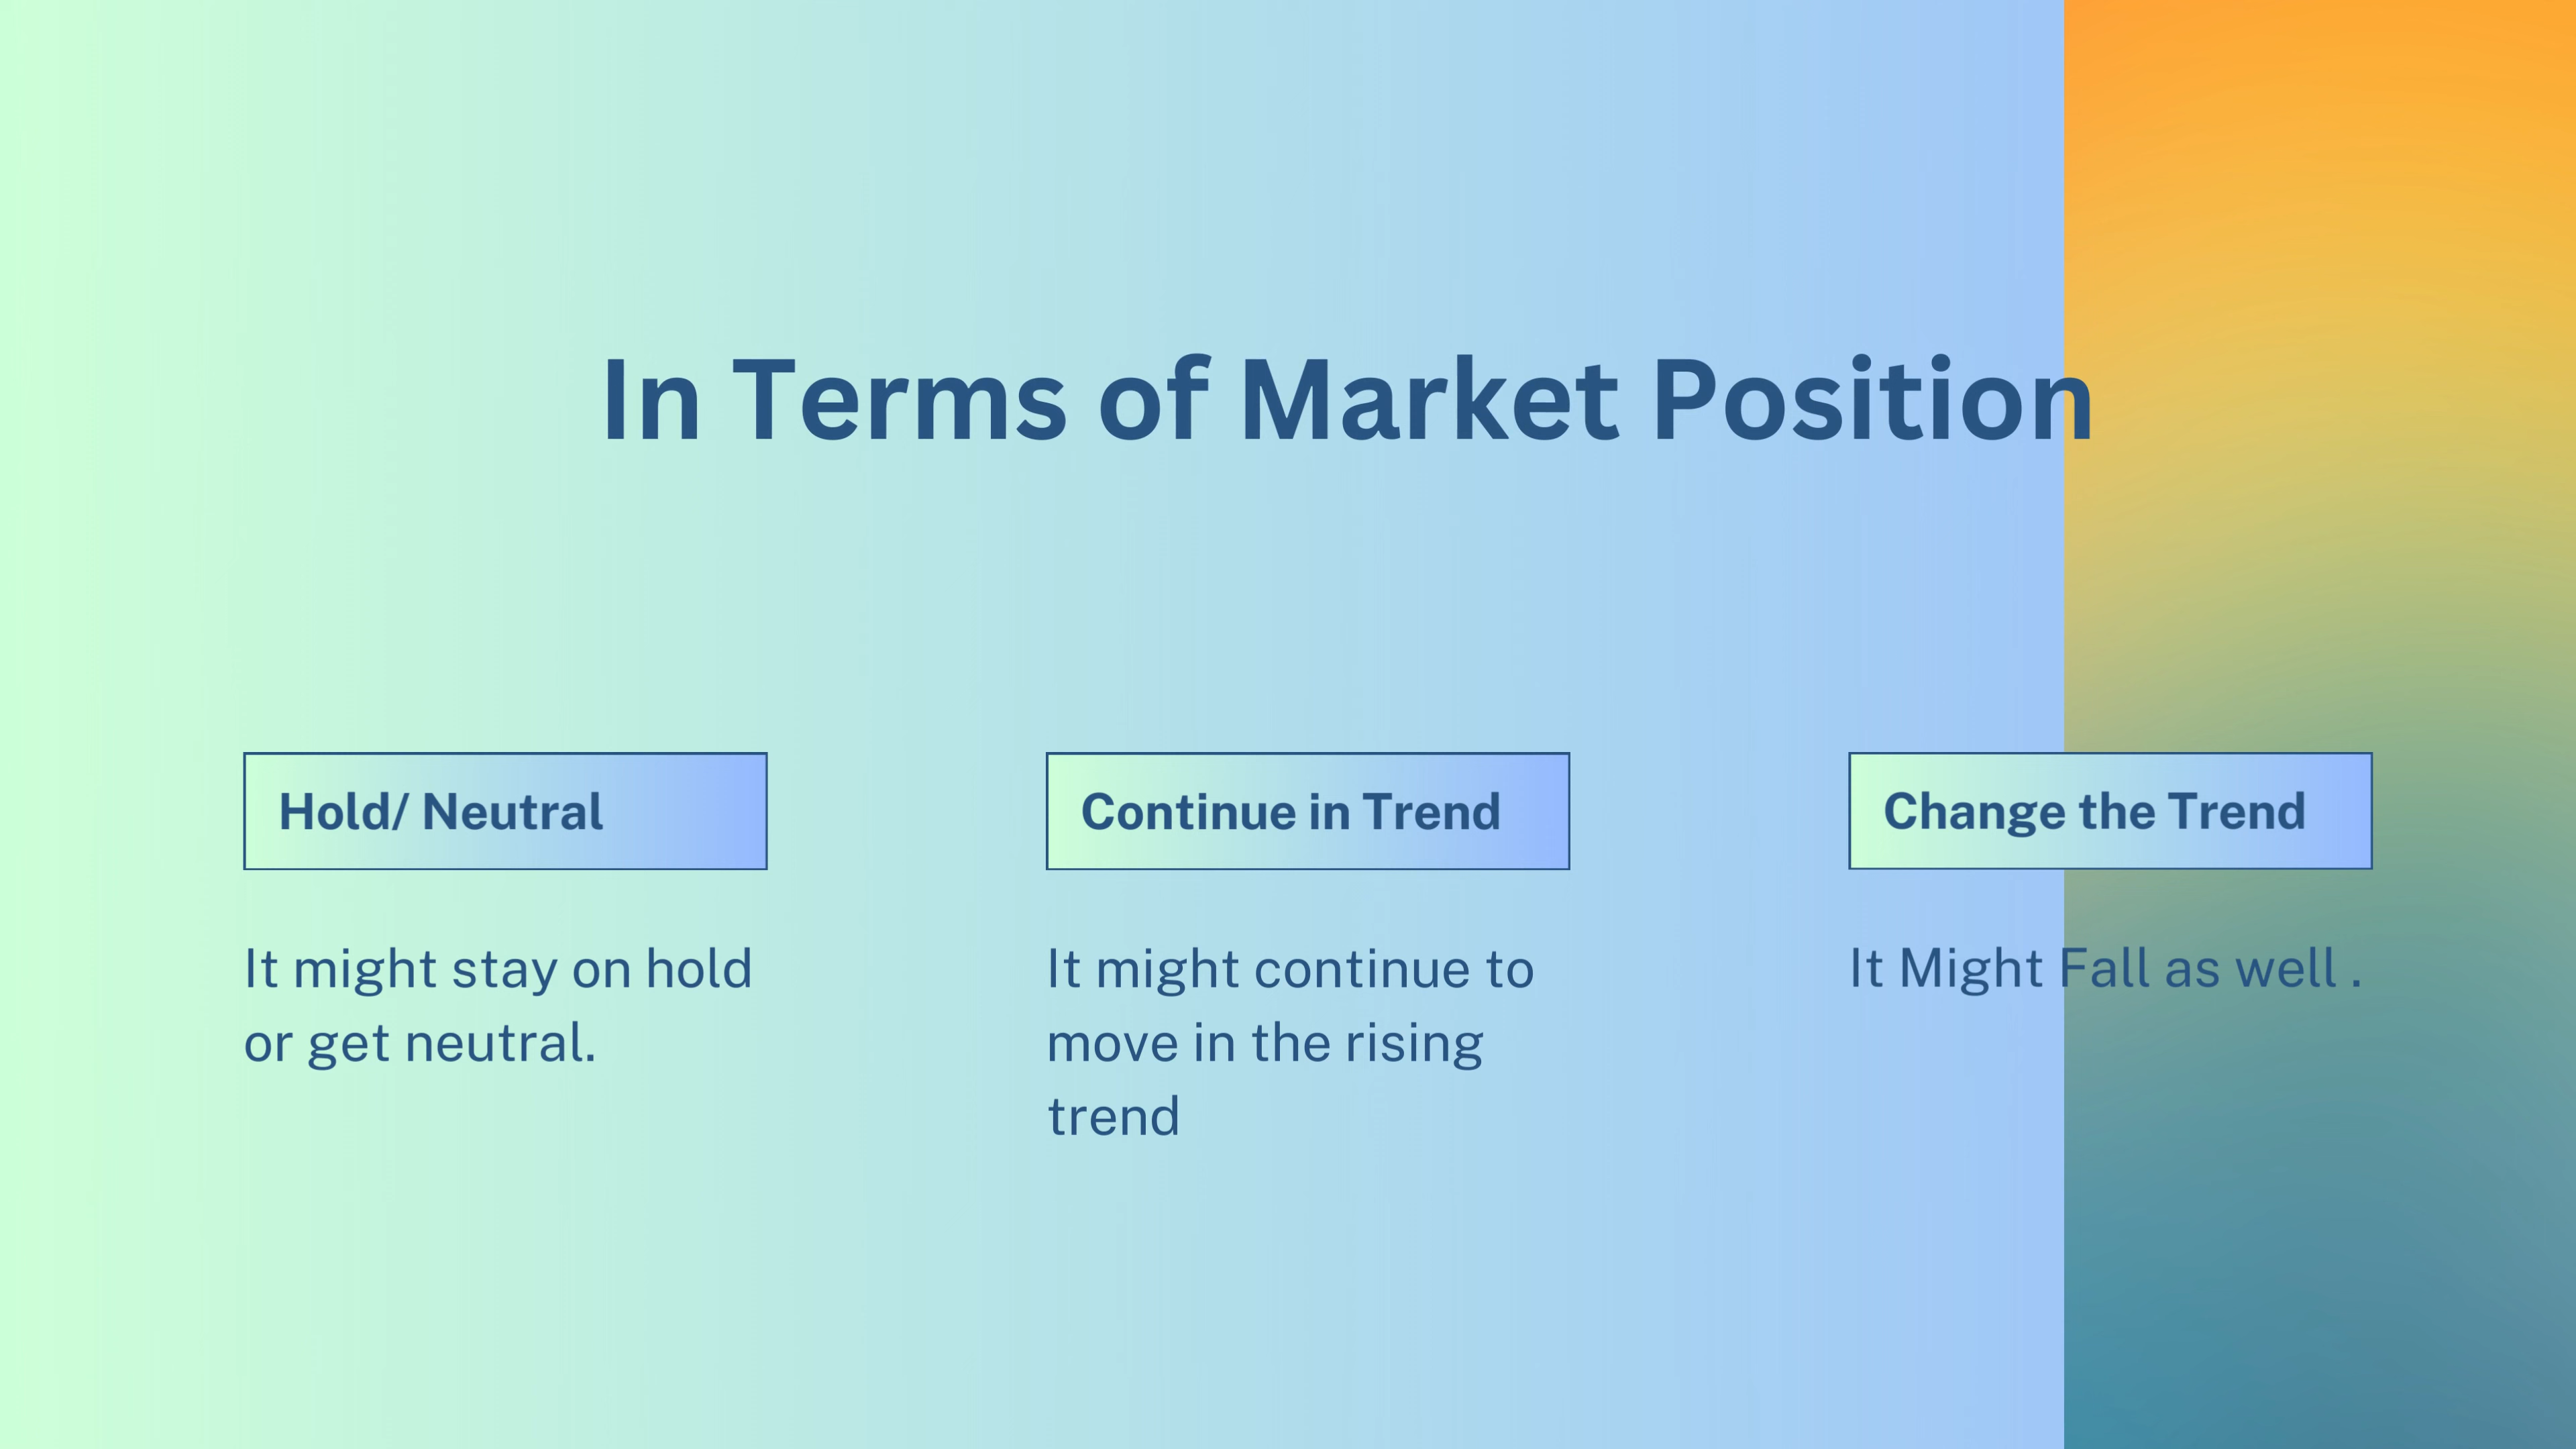 In Terms of Market Position
Hold/ Neutral
It might stay on hold
or get neutral.
Continue in Trend
It might continue to
move in the rising
trend
Change the Trend
It Might Fall as well .